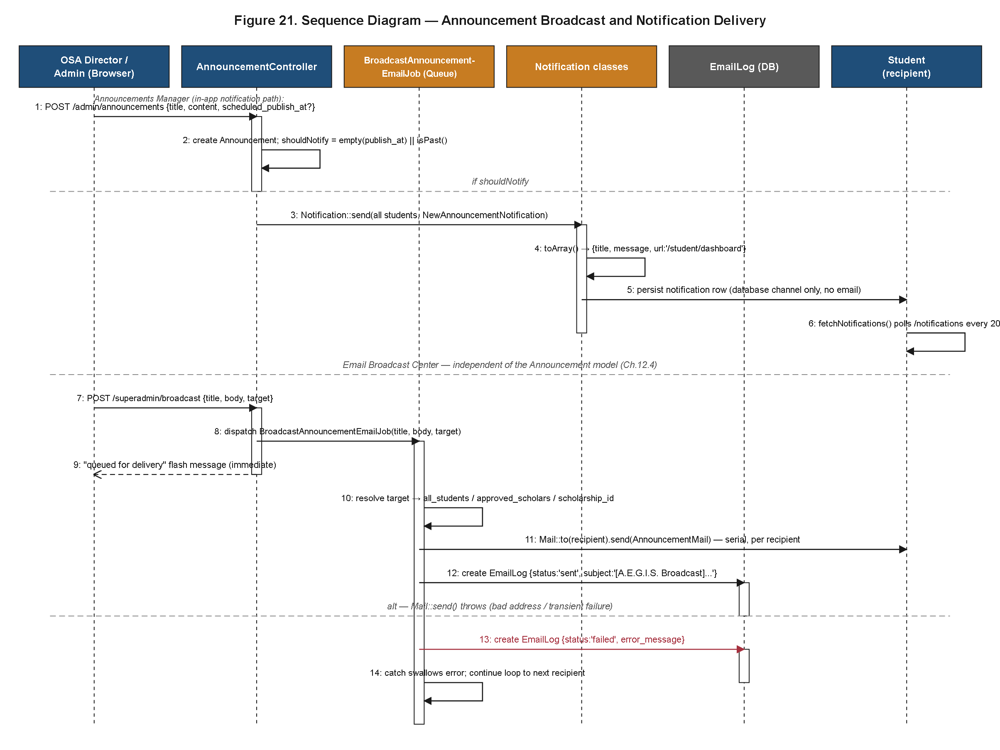 Figure 21. Sequence Diagram — Announcement Broadcast and Notification Delivery
OSA Director /
Admin (Browser)
AnnouncementController
BroadcastAnnouncement-
EmailJob (Queue)
Notification classes
EmailLog (DB)
Student
(recipient)
Announcements Manager (in-app notification path):
1: POST /admin/announcements {title, content, scheduled_publish_at?}
2: create Announcement; shouldNotify = empty(publish_at) || isPast()
if shouldNotify
3: Notification::send(all students, NewAnnouncementNotification)
4: toArray() → {title, message, url:'/student/dashboard'}
5: persist notification row (database channel only, no email)
6: fetchNotifications() polls /notifications every 20
Email Broadcast Center — independent of the Announcement model (Ch.12.4)
7: POST /superadmin/broadcast {title, body, target}
8: dispatch BroadcastAnnouncementEmailJob(title, body, target)
9: "queued for delivery" flash message (immediate)
10: resolve target → all_students / approved_scholars / scholarship_id
11: Mail::to(recipient).send(AnnouncementMail) — serial, per recipient
12: create EmailLog {status:'sent', subject:'[A.E.G.I.S. Broadcast]...'}
alt — Mail::send() throws (bad address / transient failure)
13: create EmailLog {status:'failed', error_message}
14: catch swallows error; continue loop to next recipient